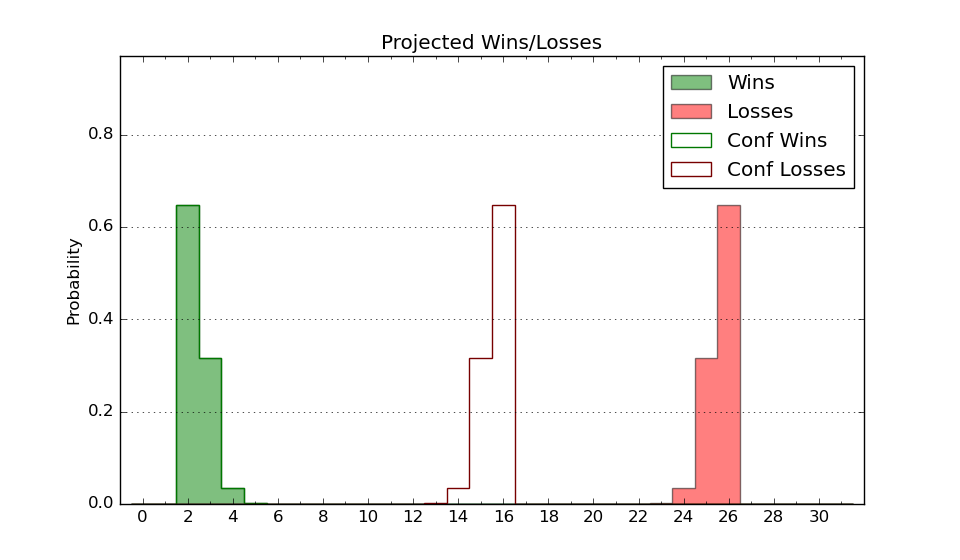 Projected Wins/Losses
Wins
Losses
Conf Wins
Conf Losses
Probability
0.8
0.6
0.4
0.2
0.0
0 2 4 6 8 10 12 14 16 18 20 22 24 26 28 30